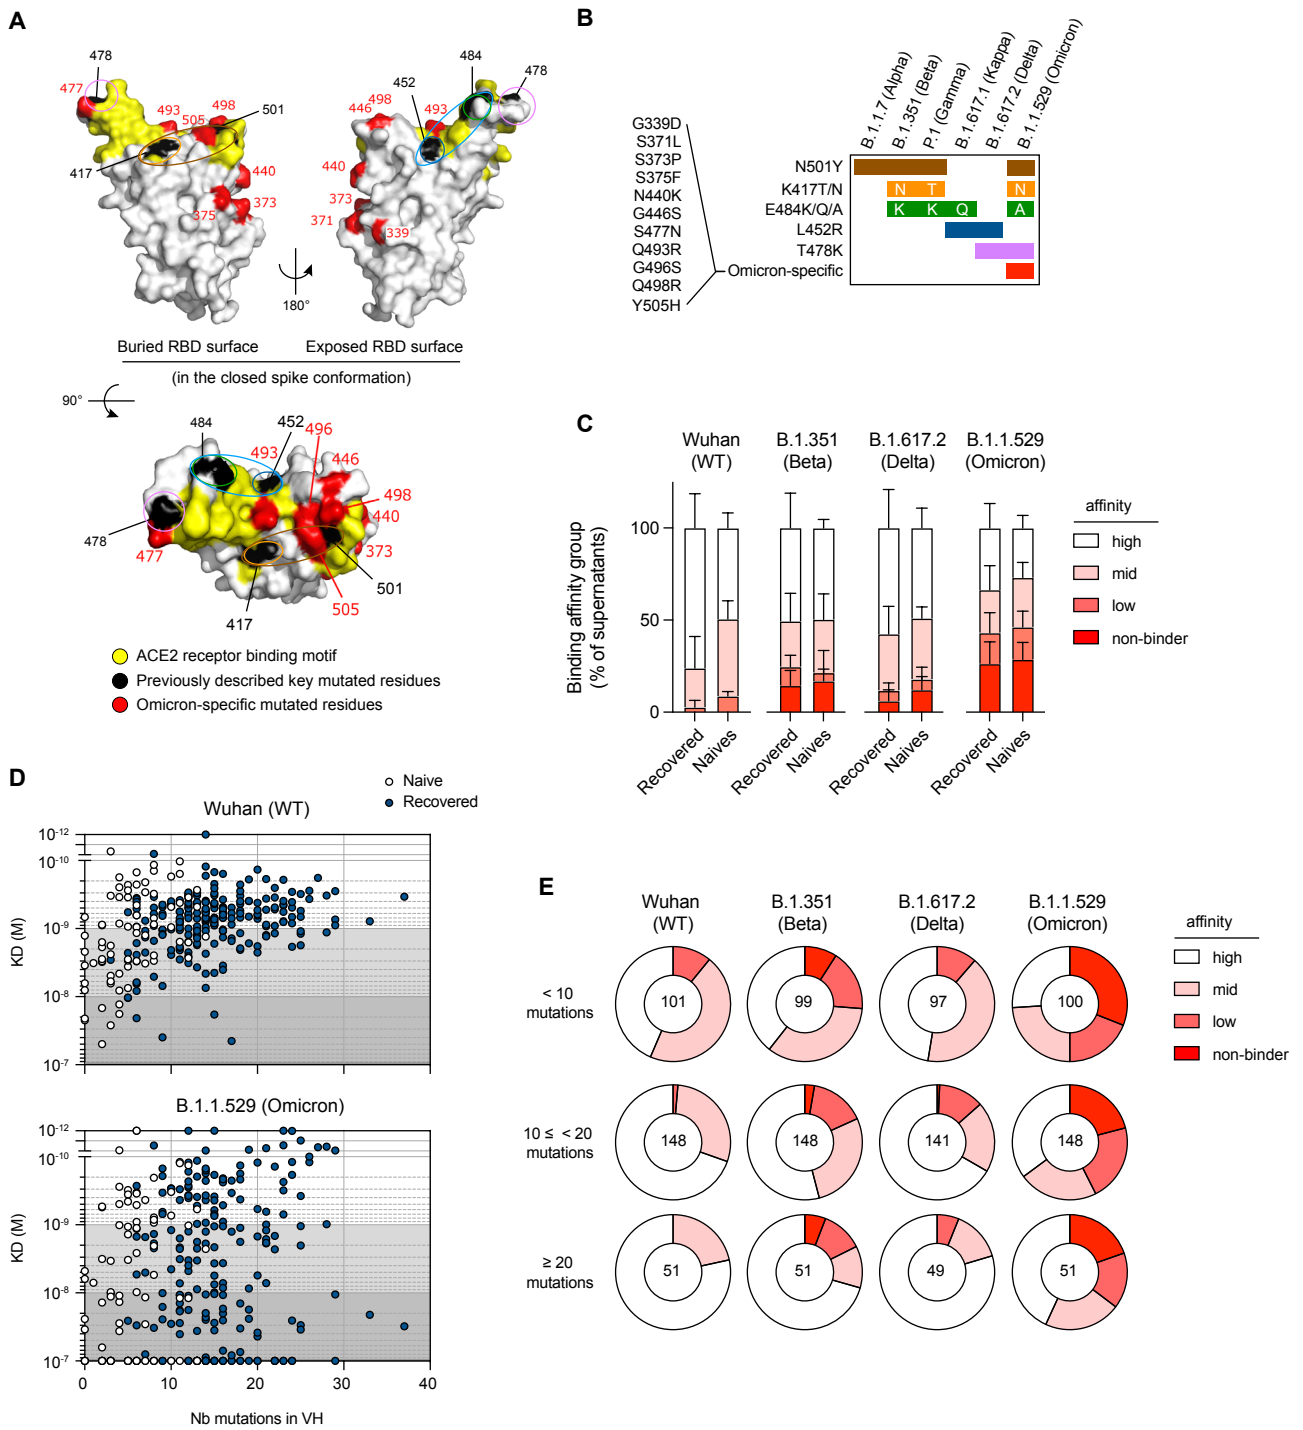 A
478
477
493
498
505
501
417
440
375
373
484
452
478
498
446
493
440
373
371
339
180°
Buried RBD surface
Exposed RBD surface
(in the closed spike conformation)
90°
484
452
496
493
446
498
440
478
477
373
501
505
417
ACE2 receptor binding motif
Previously described key mutated residues
Omicron-specific mutated residues
B
B.1.1.7 (Alpha)
B.1.351 (Beta)
P.1 (Gamma)
B.1.617.1 (Kappa)
B.1.617.2 (Delta)
B.1.1.529 (Omicron)
G339D
S371L
S373P
S375F
N440K
G446S
S477N
Q493R
G496S
Q498R
Y505H
N501Y
K417T/N N T N
E484K/Q/A K K Q A
L452R
T478K
Omicron-specific
C
Wuhan (WT)
B.1.351 (Beta)
B.1.617.2 (Delta)
B.1.1.529 (Omicron)
Binding affinity group
(% of supernatants)
100
50
0
Recovered
Naives
Recovered
Naives
Recovered
Naives
Recovered
Naives
affinity
high
mid
low
non-binder
D
Naive
Recovered
Wuhan (WT)
KD (M)
10-12
10-10
10-9
10-8
10-7
B.1.1.529 (Omicron)
KD (M)
10-12
10-10
10-9
10-8
10-7
0 10 20 30 40
Nb mutations in VH
E
Wuhan (WT)
B.1.351 (Beta)
B.1.617.2 (Delta)
B.1.1.529 (Omicron)
affinity
high
mid
low
non-binder
< 10 mutations
101 99 97 100
10 ≤ < 20 mutations
148 148 141 148
≥ 20 mutations
51 51 49 51